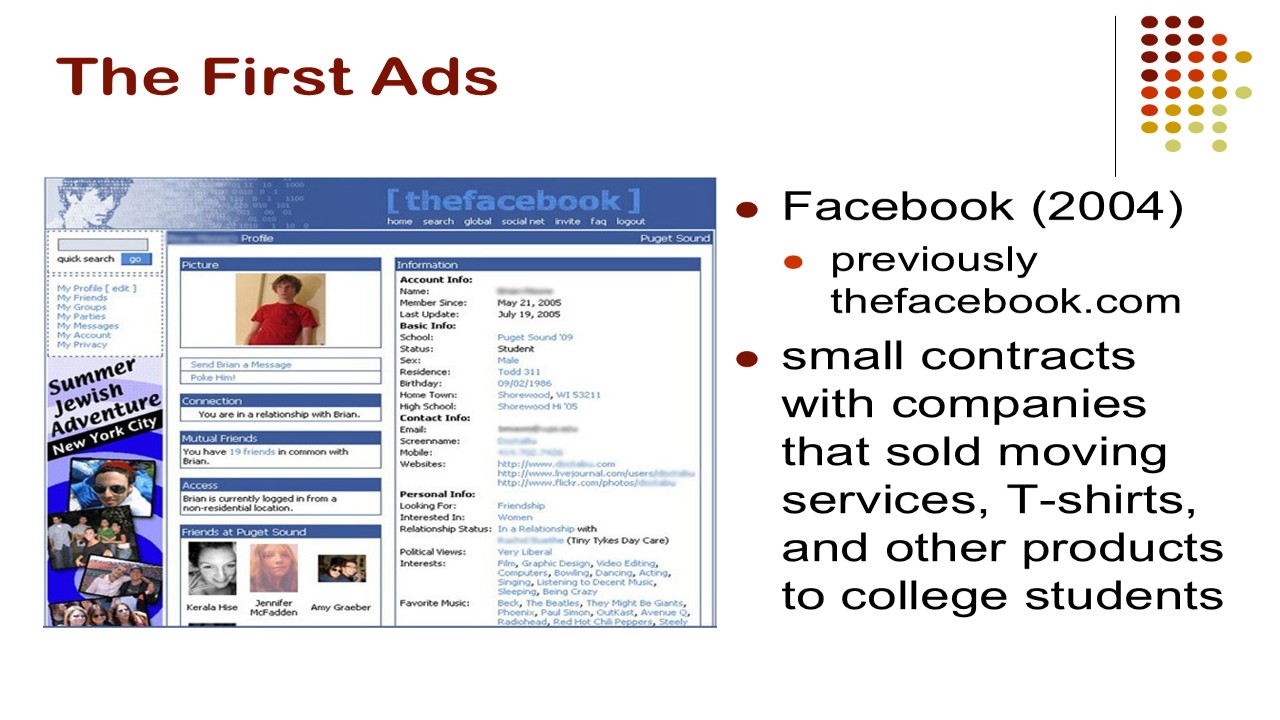 The First Ads
[thefacebook]
home search global social net invite faq logout
Profile
Puget Sound
quick search go
My Profile [ edit ]
My Friends
My Groups
My Parties
My Messages
My Account
My Privacy
Summer
Jewish
Adventure
New York City
Picture
Send Brian a Message
Poke Him!
Connection
You are in a relationship with Brian.
Mutual Friends
You have 19 friends in common with
Brian.
Access
Brian is currently logged in from a
non-residential location.
Friends at Puget Sound
Kerala Hise
Jennifer
McFadden
Amy Graeber
Information
Account Info:
Name:
Member Since: May 21, 2005
Last Update: July 19, 2005
Basic Info:
School: Puget Sound '09
Status: Student
Sex: Male
Residence: Todd 311
Birthday: 09/02/1986
Home Town: Shorewood, WI 53211
High School: Shorewood Hi '05
Contact Info:
Email:
Screenname:
Mobile:
Websites: http://www. .com
http://www.livejournal.com/users/
http://www.flickr.com/photos/
Personal Info:
Looking For: Friendship
Interested In: Women
Relationship Status: In a Relationship with
(Tiny Tykes Day Care)
Political Views: Very Liberal
Interests: Film, Graphic Design, Video Editing,
Computers, Bowling, Dancing, Acting,
Singing, Listening to Decent Music,
Sleeping, Being Crazy
Favorite Music: Beck, The Beatles, They Might Be Giants,
Phoenix, Paul Simon, OutKast, Avenue Q,
Radiohead, Red Hot Chili Peppers, Steely
Facebook (2004)
previously
thefacebook.com
small contracts
with companies
that sold moving
services, T-shirts,
and other products
to college students